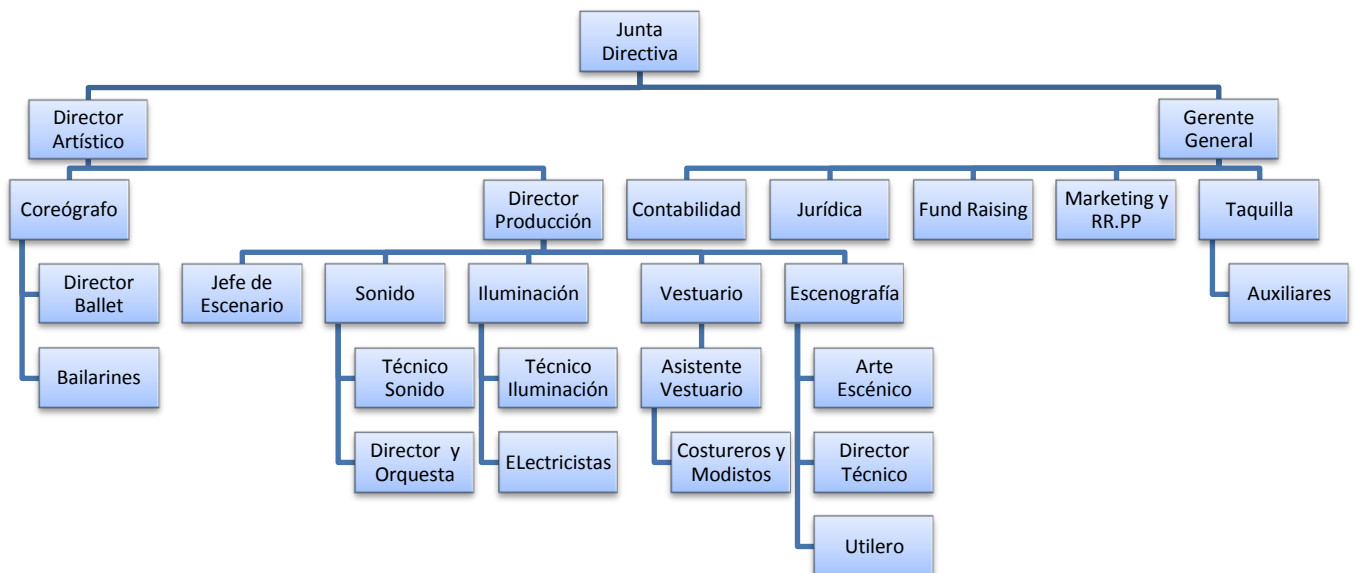 Junta
Directiva
Director
Artístico
Gerente
General
Coreógrafo
Director
Producción
Contabilidad
Jurídica
Fund Raising
Marketing y
RR.PP
Taquilla
Director
Ballet
Jefe de
Escenario
Sonido
Iluminación
Vestuario
Escenografía
Auxiliares
Bailarines
Técnico
Sonido
Técnico
Iluminación
Asistente
Vestuario
Arte
Escénico
Director y
Orquesta
ELectricistas
Costureros y
Modistos
Director
Técnico
Utilero